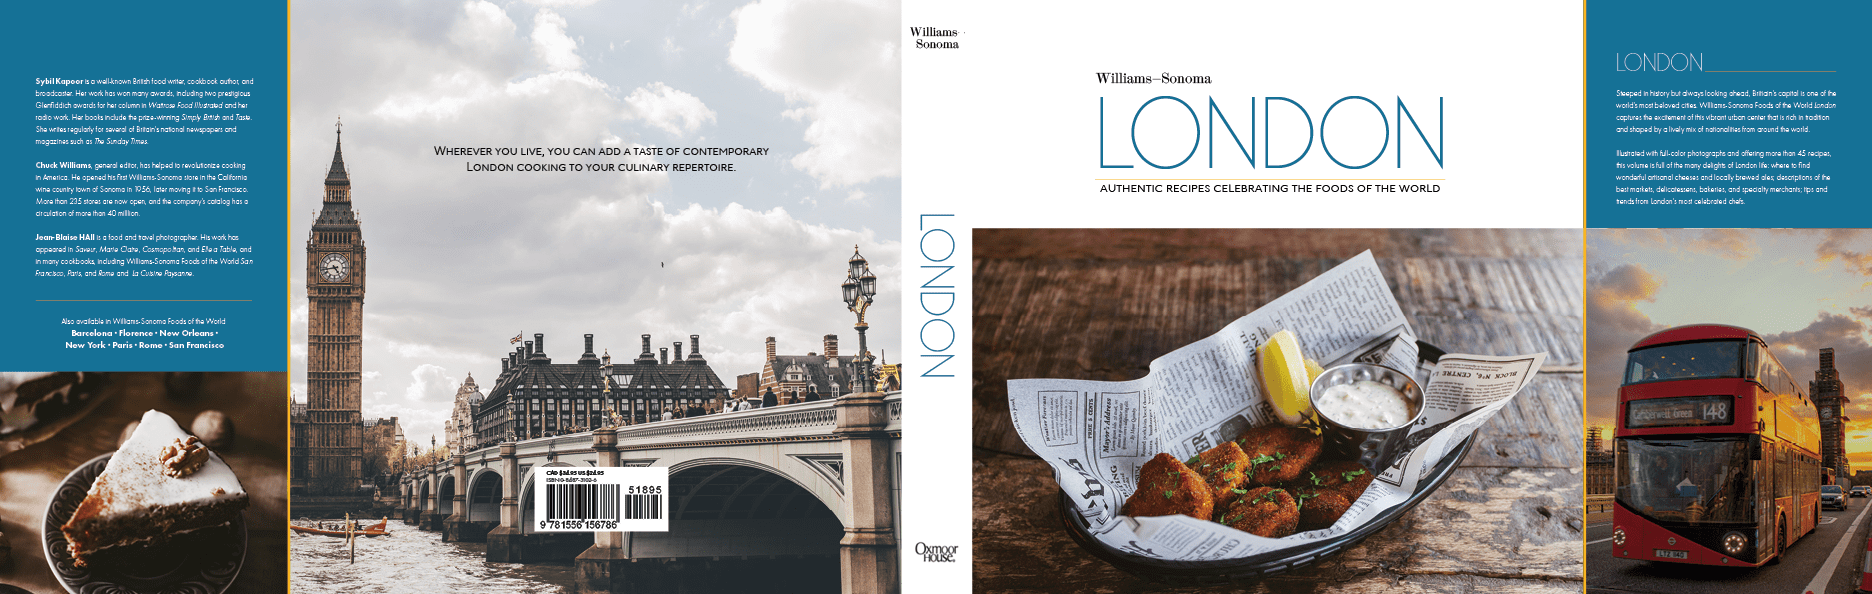 Sybil Kapoor is a well-known British food writer, cookbook author, and
broadcaster. Her work has won many awards, including two prestigious
Glenfiddich awards for her column in Waitrose Food Illustrated and her
radio work. Her books include the prize-winning Simply British and Taste.
She writes regularly for several of Britain's national newspapers and
magazines such as The Sunday Times.
Chuck Williams, general editor, has helped to revolutionize cooking
in America. He opened his first Williams-Sonoma store in the California
wine country town of Sonoma in 1956, later moving it to San Francisco.
More than 235 stores are now open, and the company's catalog has a
circulation of more than 40 million.
Jean-Blaise HAll is a food and travel photographer. His work has
appeared in Saveur, Marie Claire, Cosmopolitan, and Elle a Table, and
in many cookbooks, including Williams-Sonoma Foods of the World San
Francisco, Paris, and Rome and La Cuisine Paysanne.
Also available in Williams-Sonoma Foods of the World
Barcelona • Florence • New Orleans •
New York • Paris • Rome • San Francisco
Wherever you live, you can add a taste of contemporary
London cooking to your culinary repertoire.
51895
9 781556 156786
Williams-
Sonoma
LONDON
Oxmoor
House
Williams-Sonoma
LONDON
AUTHENTIC RECIPES CELEBRATING THE FOODS OF THE WORLD
PRICE 6 CENTS
Mayor's Address
BLOCK Nº6, CENTRE
LONDON
Steeped in history but always looking ahead, Britain's capital is one of the
world's most beloved cities. Williams-Sonoma Foods of the World London
captures the excitement of this vibrant urban center that is rich in tradition
and shaped by a lively mix of nationalities from around the world.
Illustrated with full-color photographs and offering more than 45 recipes,
this volume is full of the many delights of London life: where to find
wonderful artisanal cheeses and locally brewed ales; descriptions of the
best markets, delicatessens, bakeries, and specialty merchants; tips and
trends from London's most celebrated chefs.
Camberwell Green 148